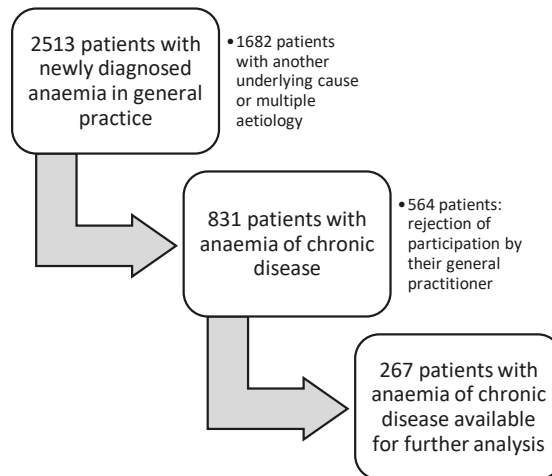 2513 patients with
newly diagnosed
anaemia in general
practice
•1682 patients
with another
underlying cause
or multiple
aetiology
831 patients with
anaemia of chronic
disease
•564 patients:
rejection of
participation by
their general
practitioner
267 patients with
anaemia of chronic
disease available
for further analysis